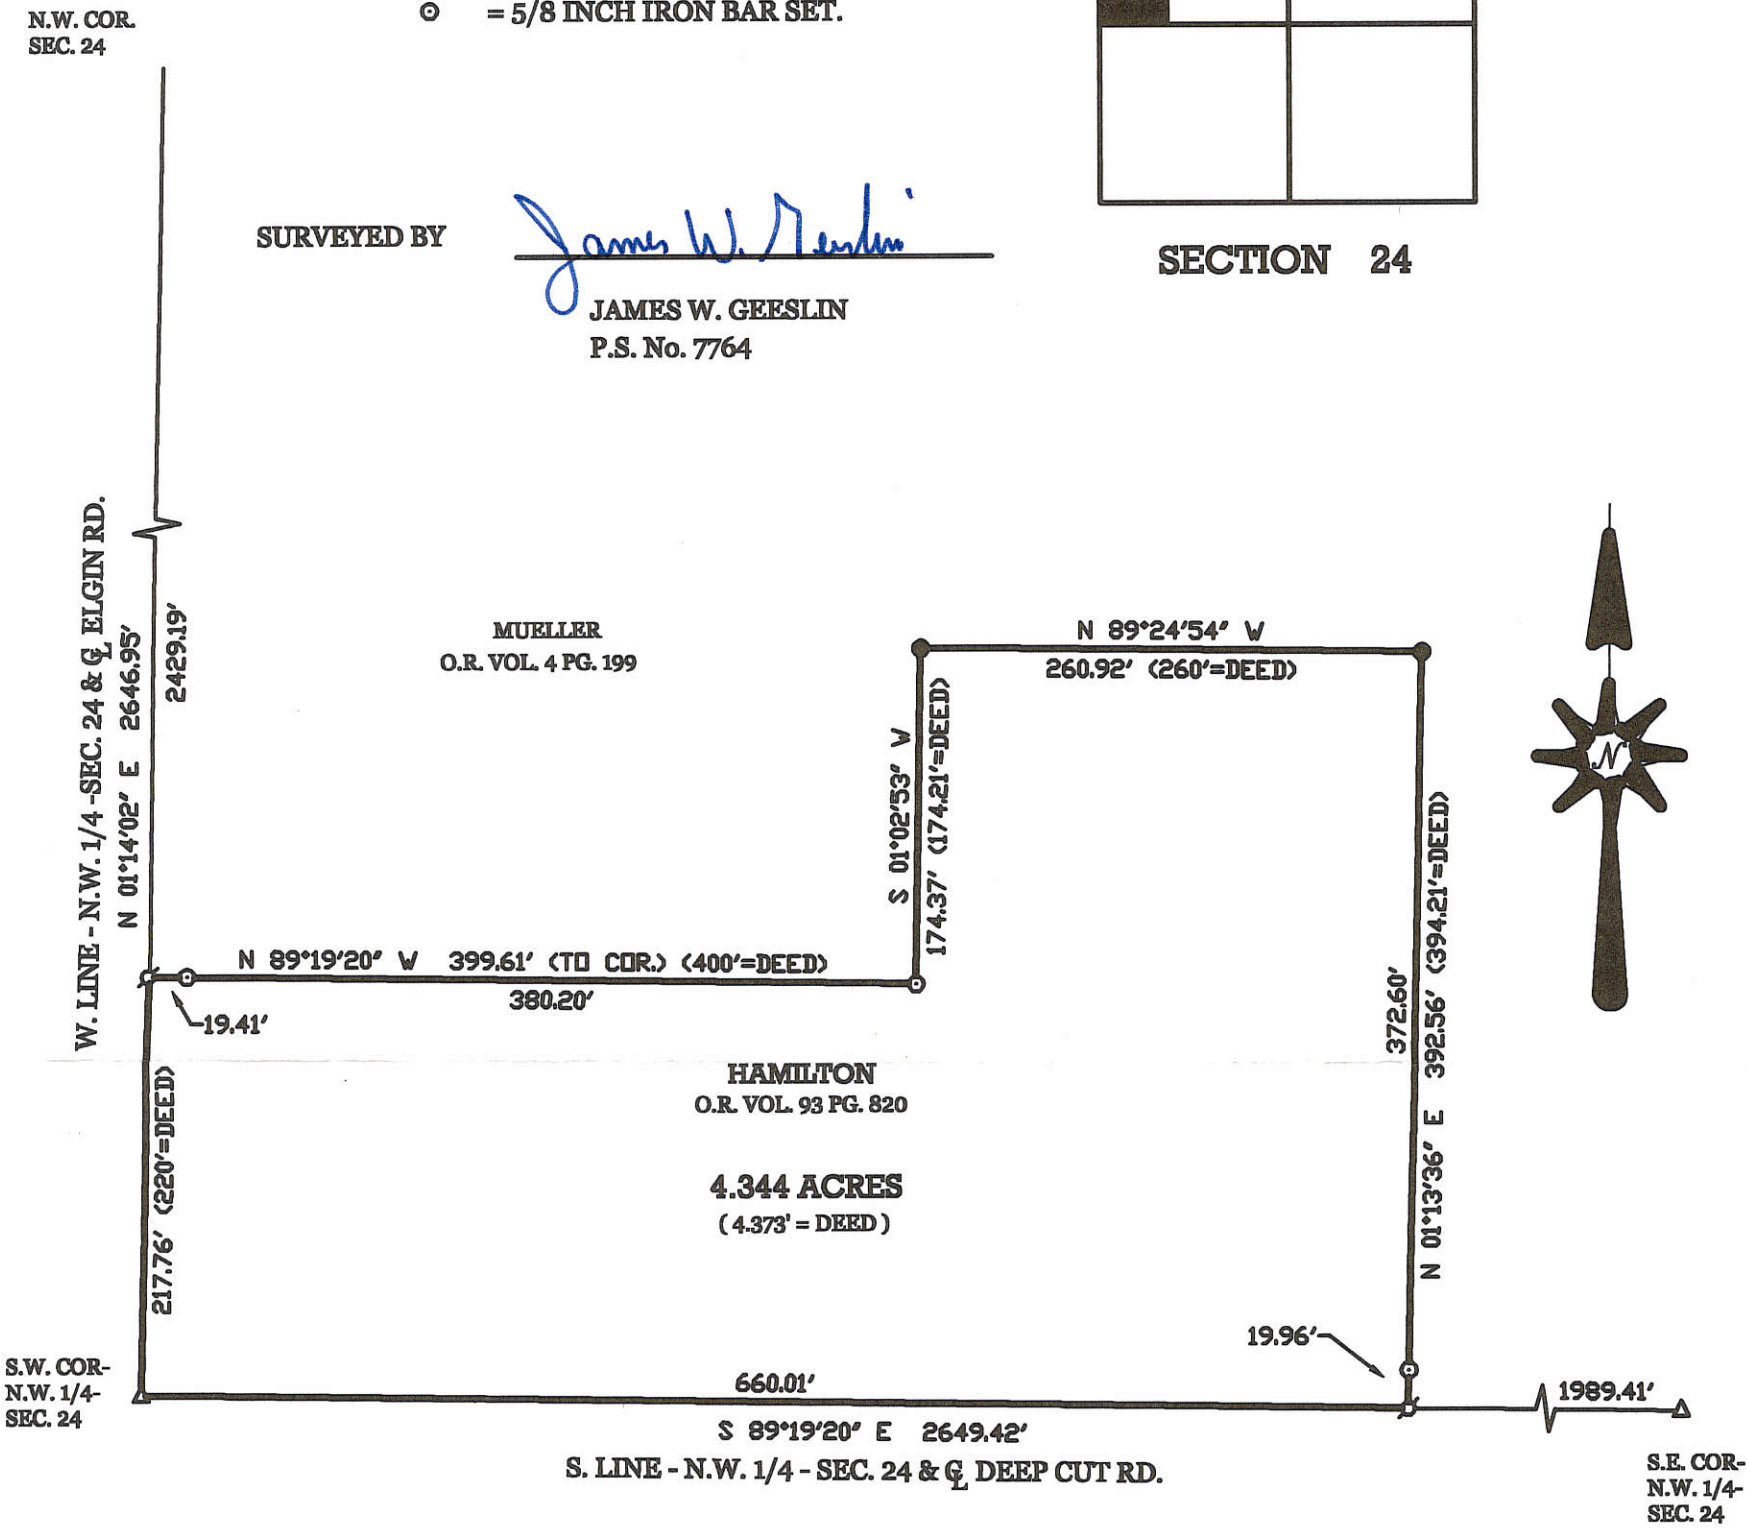 N.W. COR.
SEC. 24
= 5/8 INCH IRON BAR SET.
SURVEYED BY
James W. Geeslin
JAMES W. GEESLIN
P.S. No. 7764
SECTION 24
W. LINE - N.W. 1/4 -SEC. 24 & ℄ ELGIN RD.
N 01°14'02" E 2646.95'
2429.19'
MUELLER
O.R. VOL. 4 PG. 199
N 89°24'54" W
260.92' (260'=DEED)
S 01°02'53" W
174.37' (174.21'=DEED)
N
N 89°19'20" W 399.61' (TO COR.) (400'=DEED)
380.20'
19.41'
372.60'
N 01°13'36" E 392.56' (394.21'=DEED)
HAMILTON
O.R. VOL. 93 PG. 820
4.344 ACRES
( 4.373' = DEED )
217.76' (220'=DEED)
19.96'
S.W. COR-
N.W. 1/4-
SEC. 24
660.01'
1989.41'
S 89°19'20" E 2649.42'
S. LINE - N.W. 1/4 - SEC. 24 & ℄ DEEP CUT RD.
S.E. COR-
N.W. 1/4-
SEC. 24